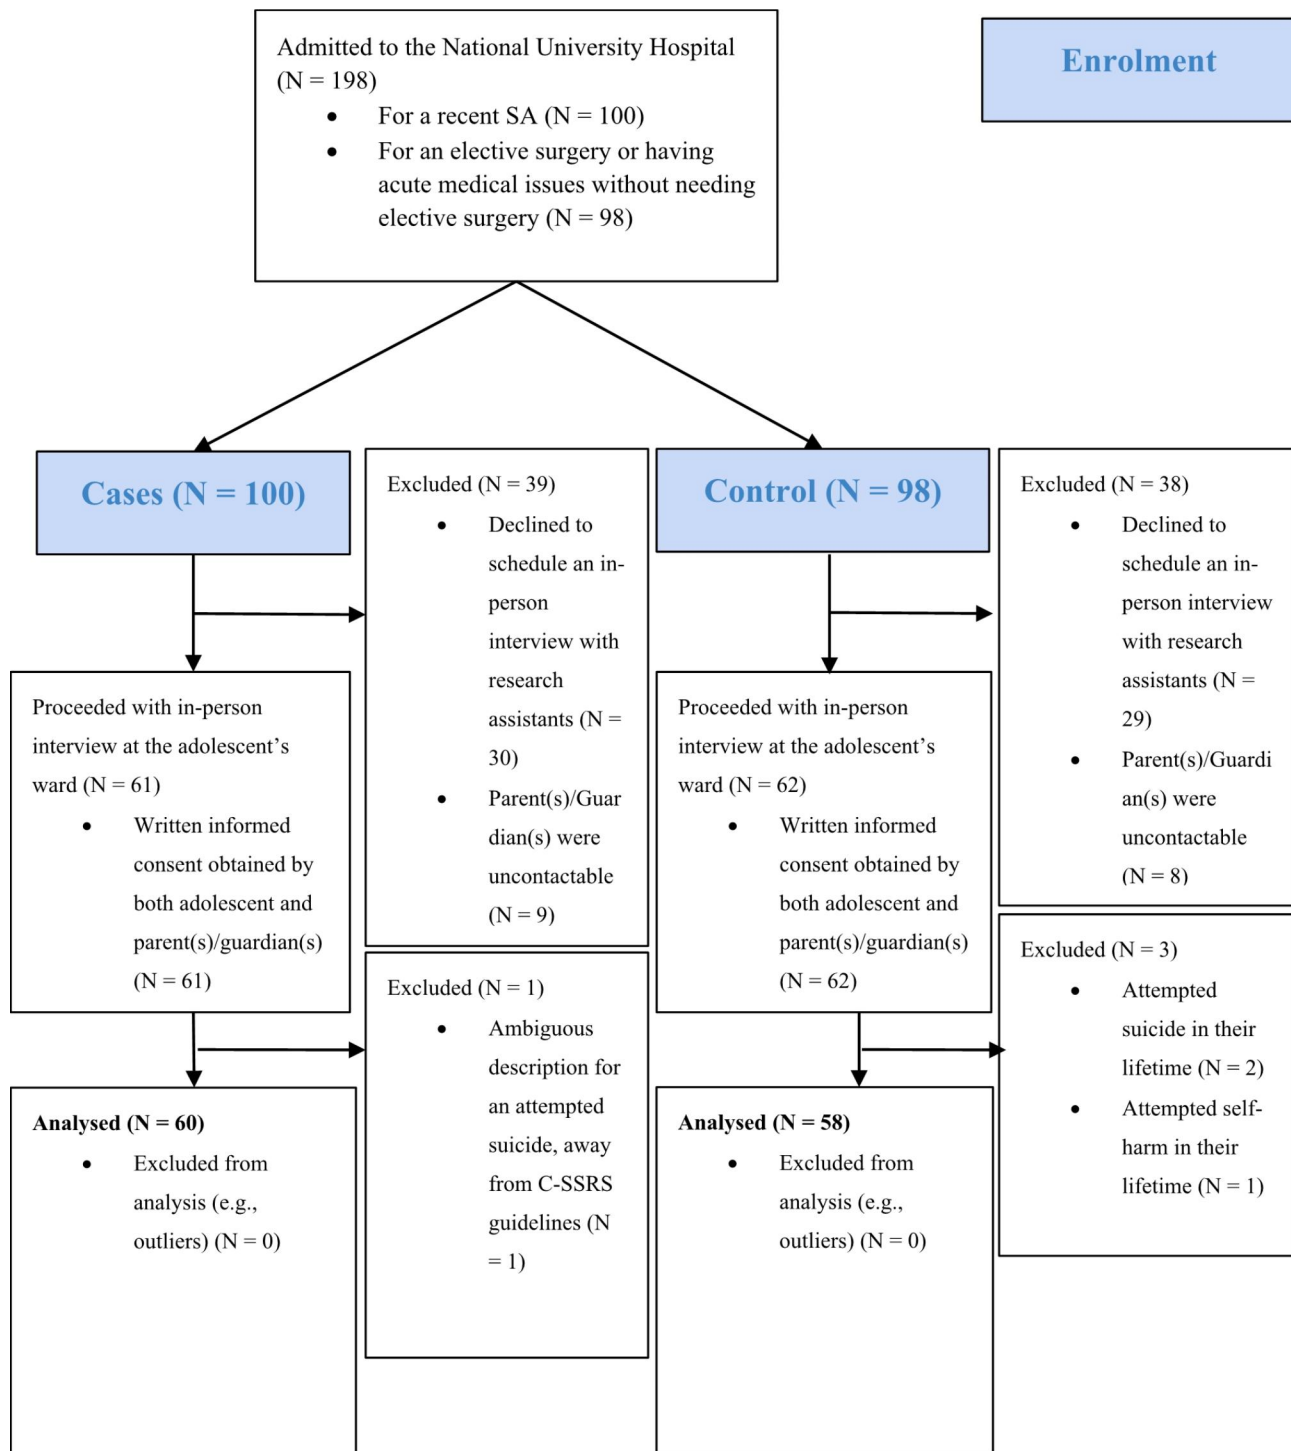 Admitted to the National University Hospital
(N = 198)
• For a recent SA (N = 100)
• For an elective surgery or having
acute medical issues without needing
elective surgery (N = 98)
Enrolment
Cases (N = 100)
Excluded (N = 39)
• Declined to
schedule an in-
person
interview with
research
assistants (N =
30)
• Parent(s)/Guar
dian(s) were
uncontactable
(N = 9)
Control (N = 98)
Excluded (N = 38)
• Declined to
schedule an in-
person interview
with research
assistants (N =
29)
• Parent(s)/Guardi
an(s) were
uncontactable
(N = 8)
Proceeded with in-person
interview at the adolescent’s
ward (N = 61)
• Written informed
consent obtained by
both adolescent and
parent(s)/guardian(s)
(N = 61)
Proceeded with in-person
interview at the adolescent’s
ward (N = 62)
• Written informed
consent obtained by
both adolescent and
parent(s)/guardian(s)
(N = 62)
Excluded (N = 1)
• Ambiguous
description for
an attempted
suicide, away
from C-SSRS
guidelines (N
= 1)
Excluded (N = 3)
• Attempted
suicide in their
lifetime (N = 2)
• Attempted self-
harm in their
lifetime (N = 1)
Analysed (N = 60)
• Excluded from
analysis (e.g.,
outliers) (N = 0)
Analysed (N = 58)
• Excluded from
analysis (e.g.,
outliers) (N = 0)